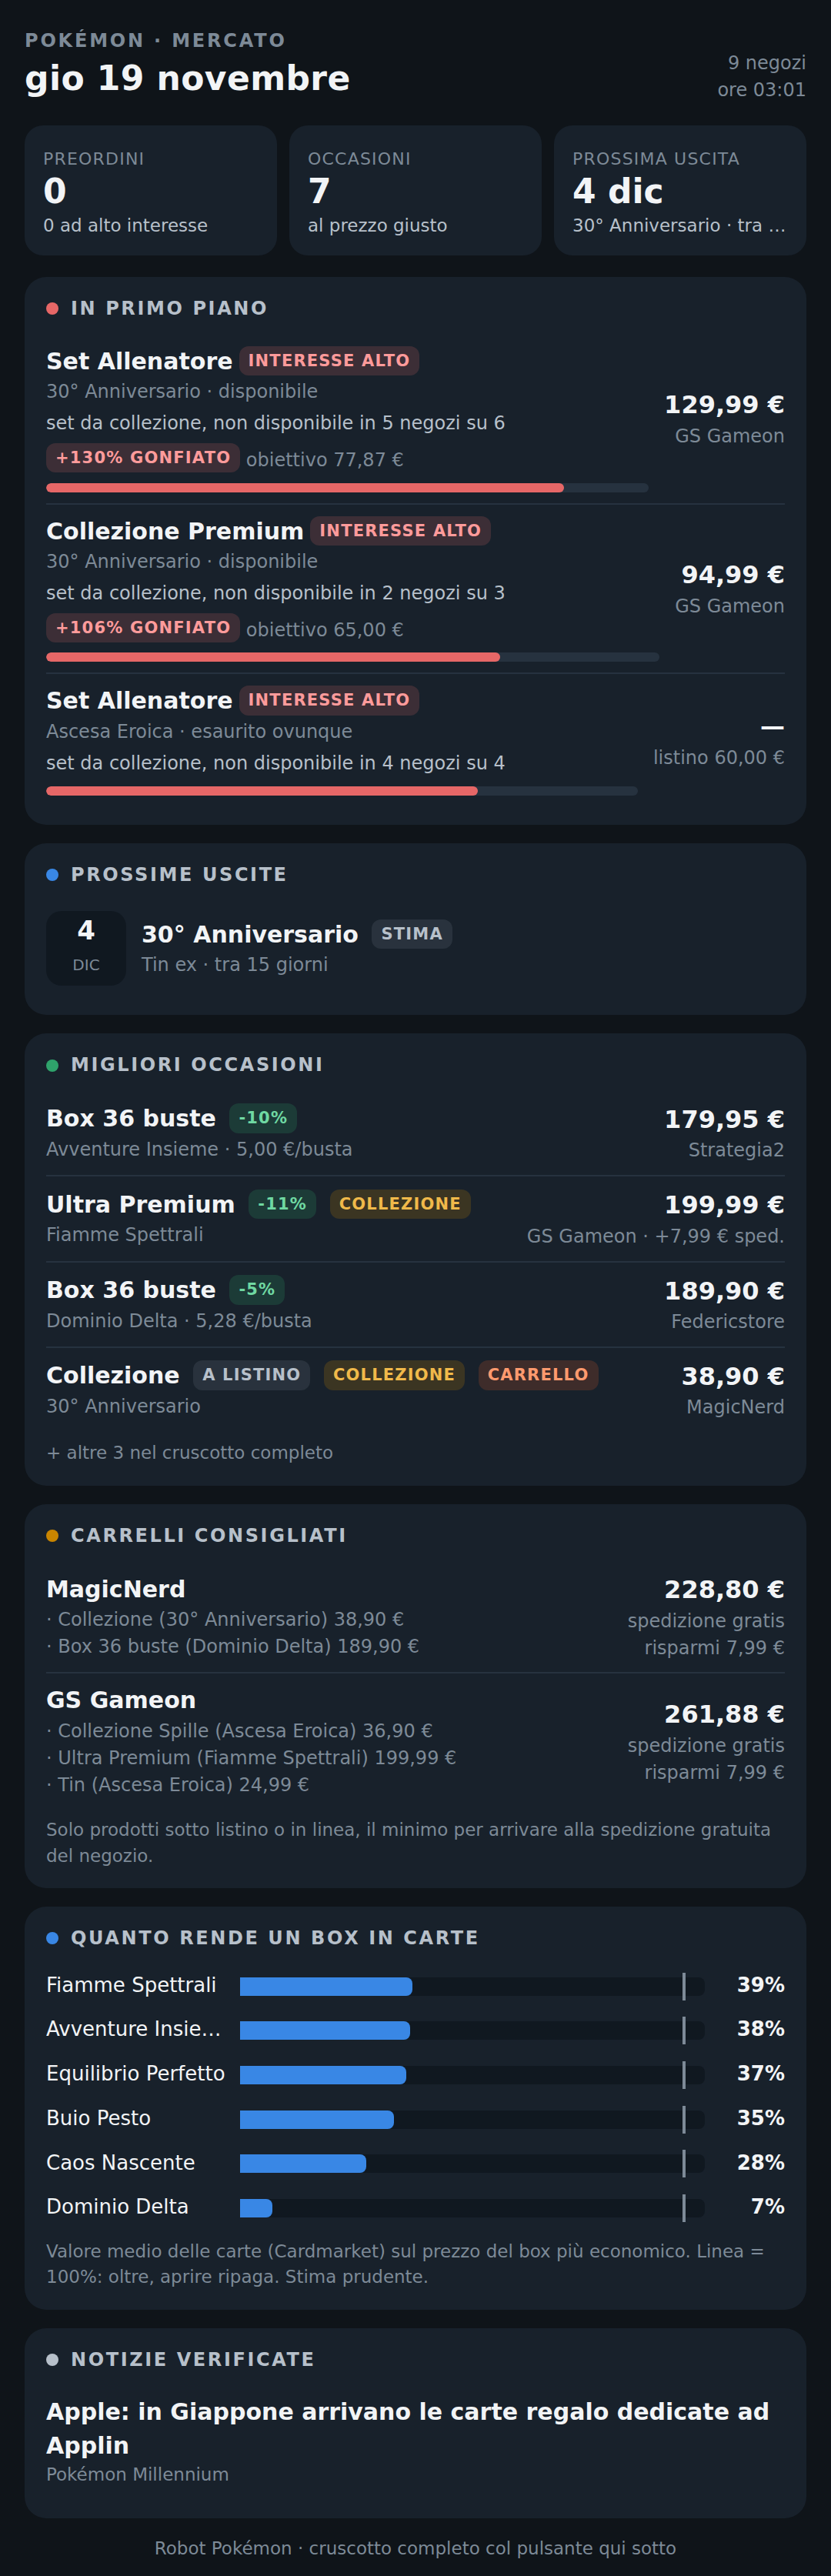 POKÉMON · MERCATO
gio 19 novembre
9 negozi
ore 03:01
PREORDINI
0
0 ad alto interesse
OCCASIONI
7
al prezzo giusto
PROSSIMA USCITA
4 dic
30° Anniversario · tra …
IN PRIMO PIANO
Set Allenatore INTERESSE ALTO
30° Anniversario · disponibile
set da collezione, non disponibile in 5 negozi su 6
+130% GONFIATO obiettivo 77,87 €
129,99 €
GS Gameon
Collezione Premium INTERESSE ALTO
30° Anniversario · disponibile
set da collezione, non disponibile in 2 negozi su 3
+106% GONFIATO obiettivo 65,00 €
94,99 €
GS Gameon
Set Allenatore INTERESSE ALTO
Ascesa Eroica · esaurito ovunque
set da collezione, non disponibile in 4 negozi su 4
—
listino 60,00 €
PROSSIME USCITE
4
DIC
30° Anniversario STIMA
Tin ex · tra 15 giorni
MIGLIORI OCCASIONI
Box 36 buste -10%
Avventure Insieme · 5,00 €/busta
179,95 €
Strategia2
Ultra Premium -11% COLLEZIONE
Fiamme Spettrali
199,99 €
GS Gameon · +7,99 € sped.
Box 36 buste -5%
Dominio Delta · 5,28 €/busta
189,90 €
Federicstore
Collezione A LISTINO COLLEZIONE CARRELLO
30° Anniversario
38,90 €
MagicNerd
+ altre 3 nel cruscotto completo
CARRELLI CONSIGLIATI
MagicNerd
· Collezione (30° Anniversario) 38,90 €
· Box 36 buste (Dominio Delta) 189,90 €
228,80 €
spedizione gratis
risparmi 7,99 €
GS Gameon
· Collezione Spille (Ascesa Eroica) 36,90 €
· Ultra Premium (Fiamme Spettrali) 199,99 €
· Tin (Ascesa Eroica) 24,99 €
261,88 €
spedizione gratis
risparmi 7,99 €
Solo prodotti sotto listino o in linea, il minimo per arrivare alla spedizione gratuita
del negozio.
QUANTO RENDE UN BOX IN CARTE
Fiamme Spettrali 39%
Avventure Insie… 38%
Equilibrio Perfetto 37%
Buio Pesto 35%
Caos Nascente 28%
Dominio Delta 7%
Valore medio delle carte (Cardmarket) sul prezzo del box più economico. Linea =
100%: oltre, aprire ripaga. Stima prudente.
NOTIZIE VERIFICATE
Apple: in Giappone arrivano le carte regalo dedicate ad
Applin
Pokémon Millennium
Robot Pokémon · cruscotto completo col pulsante qui sotto